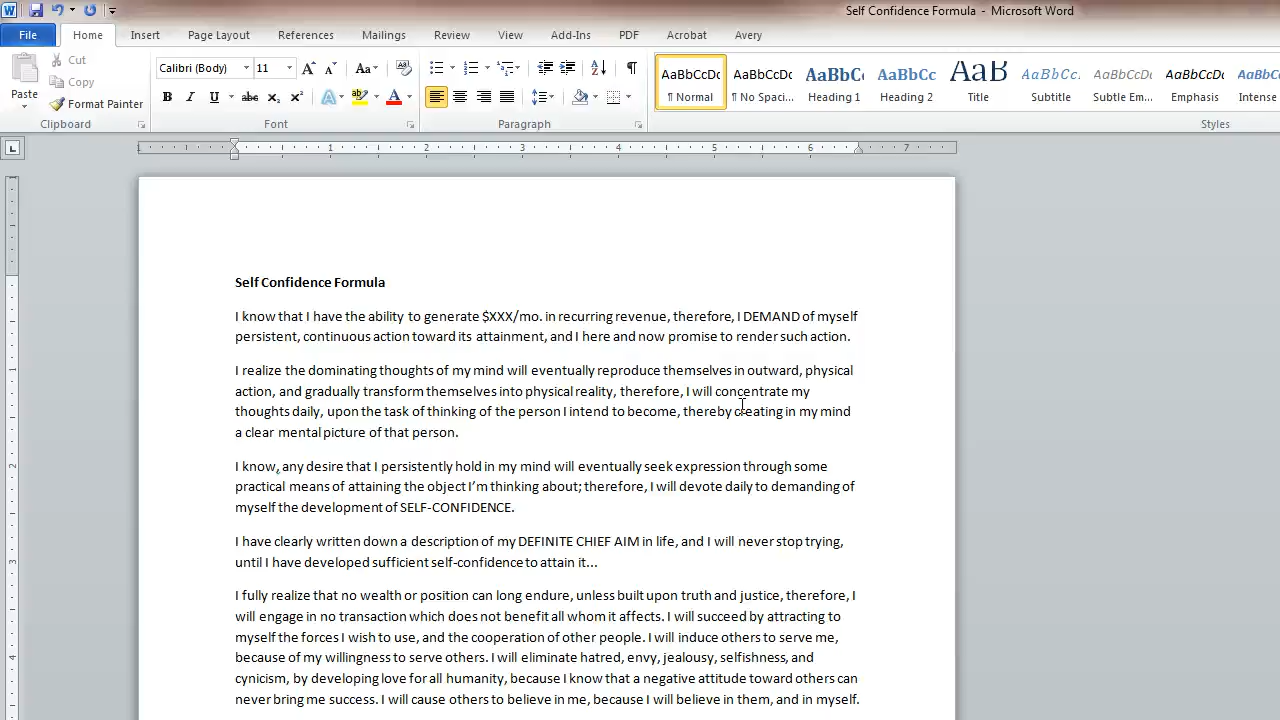 Self Confidence Formula - Microsoft Word
File Home Insert Page Layout References Mailings Review View Add-Ins PDF Acrobat Avery
Cut
Copy
Paste
Format Painter
Clipboard
Calibri (Body) 11
Font
Paragraph
AaBbCcDc AaBbCcDc AaBbC AaBbCc AaB AaBbCc. AaBbCcDc AaBbCcDc AaBbCc
¶ Normal ¶ No Spaci... Heading 1 Heading 2 Title Subtitle Subtle Em... Emphasis Intense
Styles
1 2 3 4 5 6 7
Self Confidence Formula
I know that I have the ability to generate $XXX/mo. in recurring revenue, therefore, I DEMAND of myself
persistent, continuous action toward its attainment, and I here and now promise to render such action.
I realize the dominating thoughts of my mind will eventually reproduce themselves in outward, physical
action, and gradually transform themselves into physical reality, therefore, I will concentrate my
thoughts daily, upon the task of thinking of the person I intend to become, thereby creating in my mind
a clear mental picture of that person.
I know, any desire that I persistently hold in my mind will eventually seek expression through some
practical means of attaining the object I'm thinking about; therefore, I will devote daily to demanding of
myself the development of SELF-CONFIDENCE.
I have clearly written down a description of my DEFINITE CHIEF AIM in life, and I will never stop trying,
until I have developed sufficient self-confidence to attain it...
I fully realize that no wealth or position can long endure, unless built upon truth and justice, therefore, I
will engage in no transaction which does not benefit all whom it affects. I will succeed by attracting to
myself the forces I wish to use, and the cooperation of other people. I will induce others to serve me,
because of my willingness to serve others. I will eliminate hatred, envy, jealousy, selfishness, and
cynicism, by developing love for all humanity, because I know that a negative attitude toward others can
never bring me success. I will cause others to believe in me, because I will believe in them, and in myself.